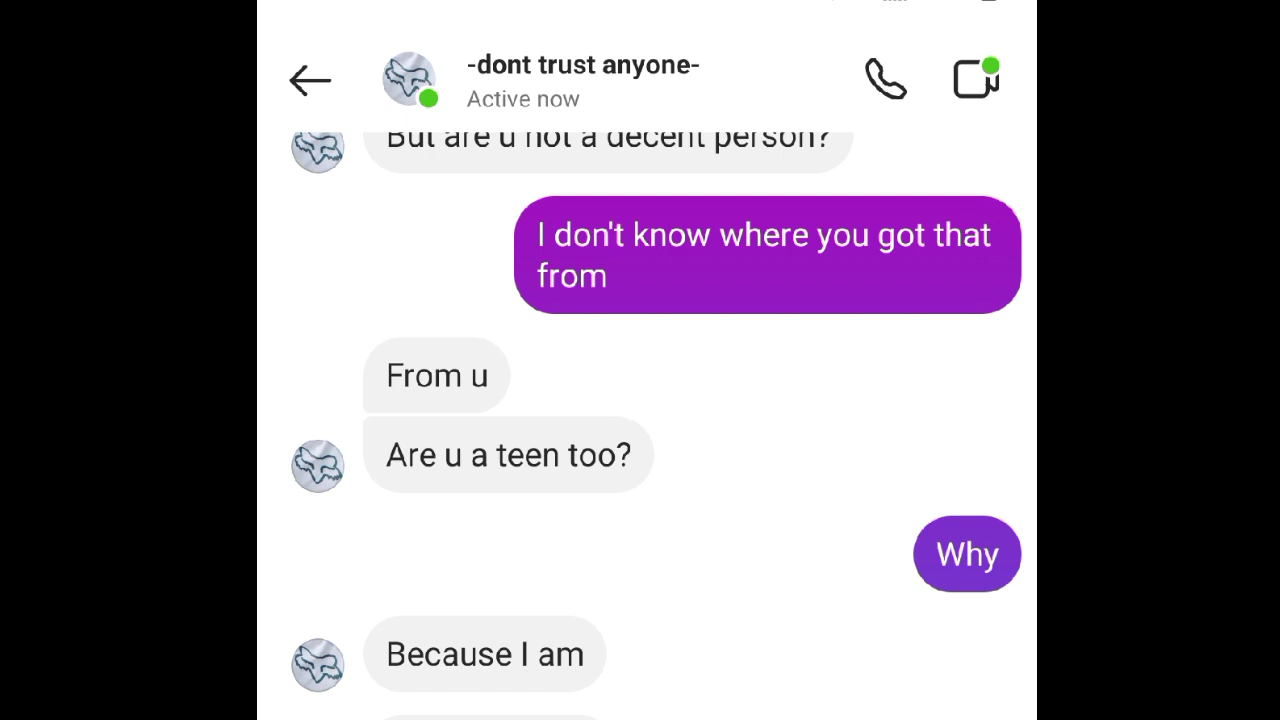 -dont trust anyone-
Active now
But are u not a decent person?
I don't know where you got that
from
From u
Are u a teen too?
Why
Because I am